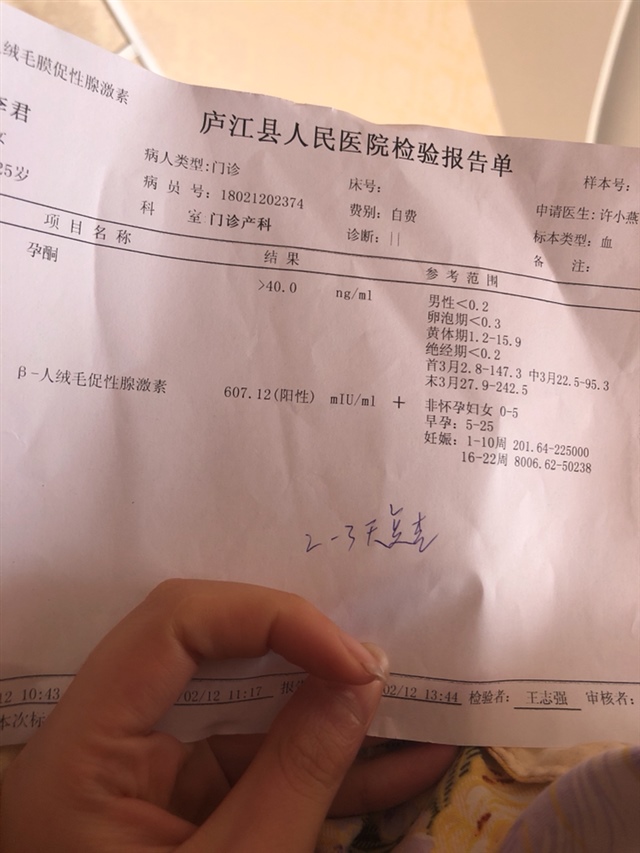 人绒毛膜促性腺激素
庐江县人民医院检验报告单
李君
病人类型:门诊
床号:
样本号:
女
病 员 号: 18021202374
费别: 自费
申请医生: 许小燕
25岁
科 室 门诊产科
诊断: ||
标本类型: 血
备 注:
项 目 名 称
结 果
参 考 范 围
孕酮
>40.0 ng/ml
男性<0.2
卵泡期<0.3
黄体期1.2-15.9
绝经期<0.2
首3月2.8-147.3 中3月22.5-95.3
末3月27.9-242.5
β-人绒毛促性腺激素
607.12(阳性) mIU/ml +
非怀孕妇女 0-5
早孕: 5-25
妊娠: 1-10周 201.64-225000
16-22周 8006.62-50238
2-3天复查
12 10:43
/02/12 11:17 报告
02/12 13:44 检验者: 王志强 审核者:
本次标